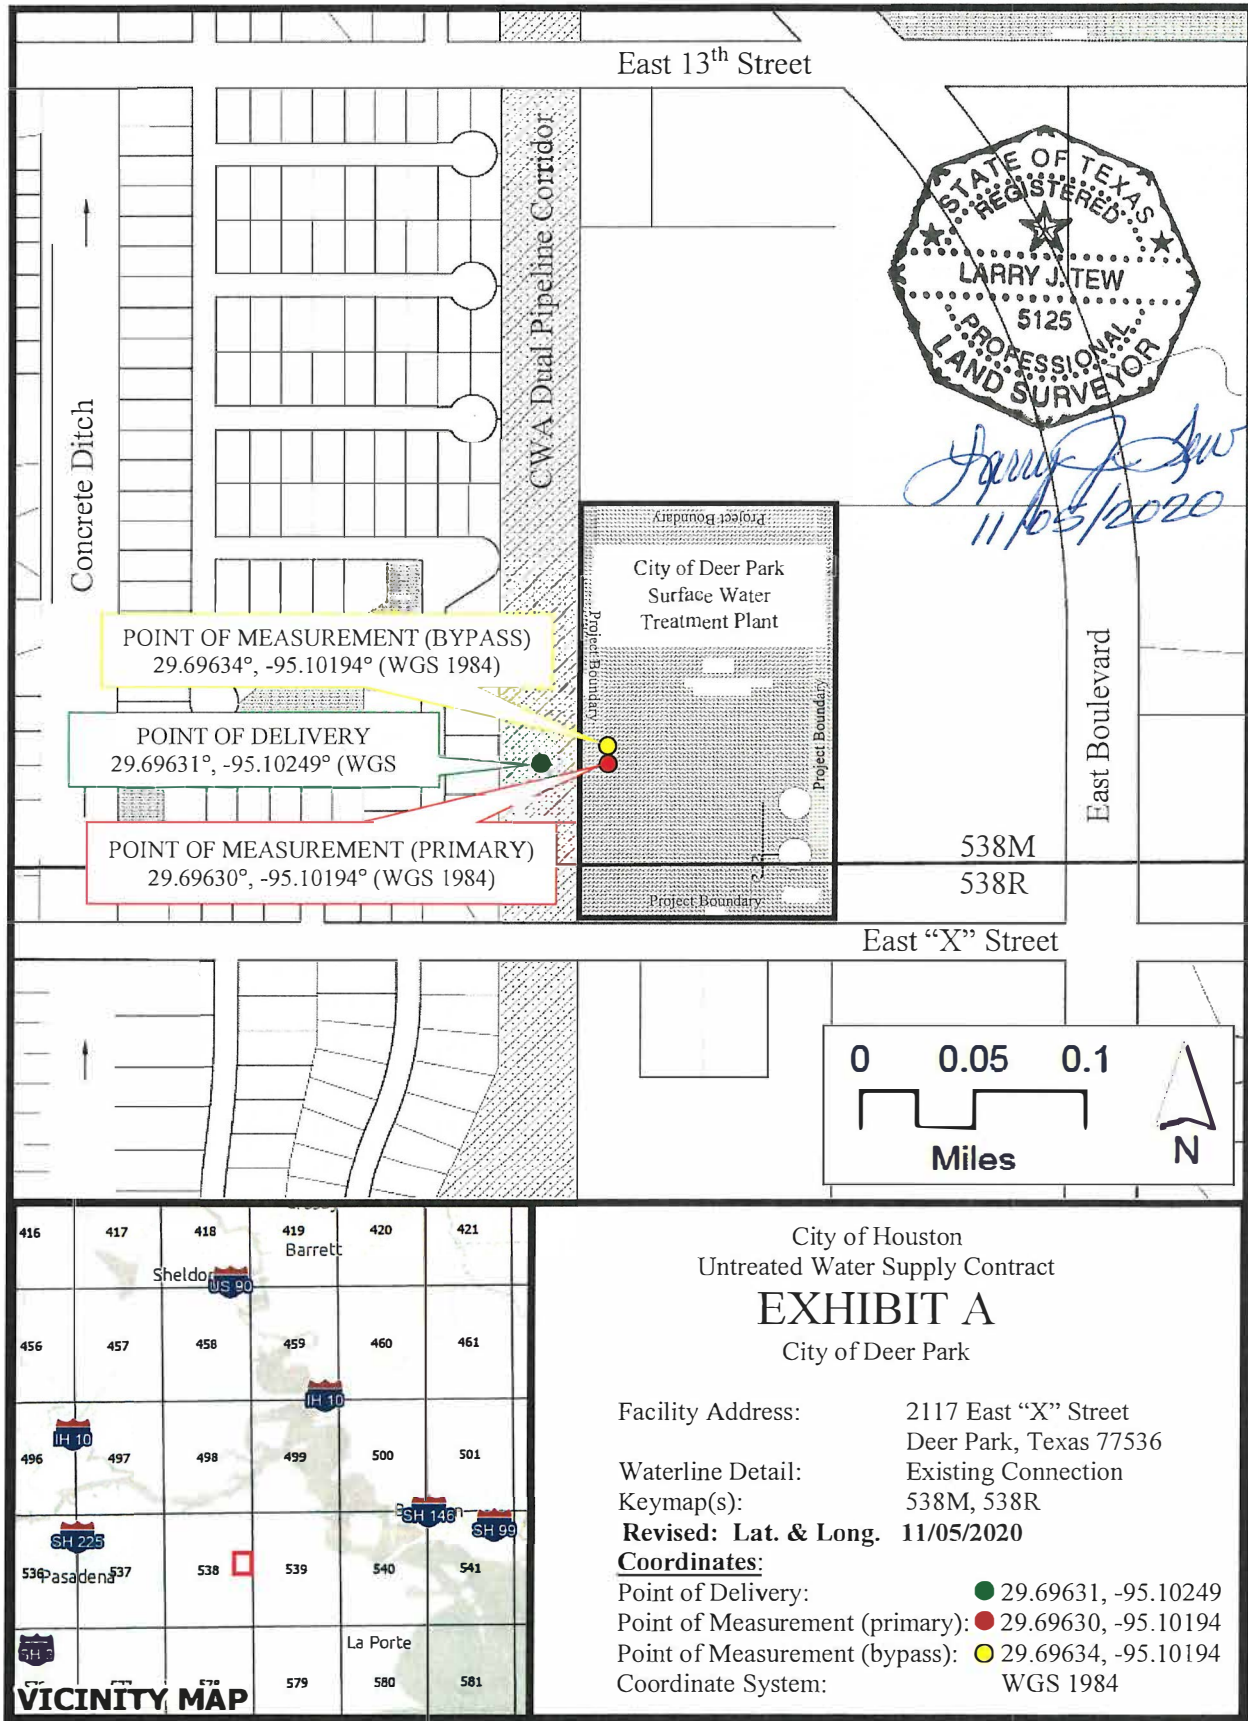 East 13th Street
CWA Dual Pipeline Corridor
Concrete Ditch
STATE OF TEXAS
REGISTERED
LARRY J. TEW
5125
PROFESSIONAL
LAND SURVEYOR
Larry J. Tew
11/05/2020
Project Boundary
City of Deer Park
Surface Water
Treatment Plant
Project Boundary
Project Boundary
Project Boundary
POINT OF MEASUREMENT (BYPASS)
29.69634°, -95.10194° (WGS 1984)
POINT OF DELIVERY
29.69631°, -95.10249° (WGS
POINT OF MEASUREMENT (PRIMARY)
29.69630°, -95.10194° (WGS 1984)
East Boulevard
538M
538R
East “X” Street
0 0.05 0.1
Miles
N
416 417 418 419 420 421
Barrett
Sheldon
US 90
456 457 458 459 460 461
IH 10
IH 10
496 497 498 499 500 501
SH 146
SH 99
SH 225
536 537 538 539 540 541
Pasadena
La Porte
579 580 581
VICINITY MAP
City of Houston
Untreated Water Supply Contract
EXHIBIT A
City of Deer Park
Facility Address: 2117 East “X” Street
Deer Park, Texas 77536
Waterline Detail: Existing Connection
Keymap(s): 538M, 538R
Revised: Lat. & Long. 11/05/2020
Coordinates:
Point of Delivery: 29.69631, -95.10249
Point of Measurement (primary): 29.69630, -95.10194
Point of Measurement (bypass): 29.69634, -95.10194
Coordinate System: WGS 1984